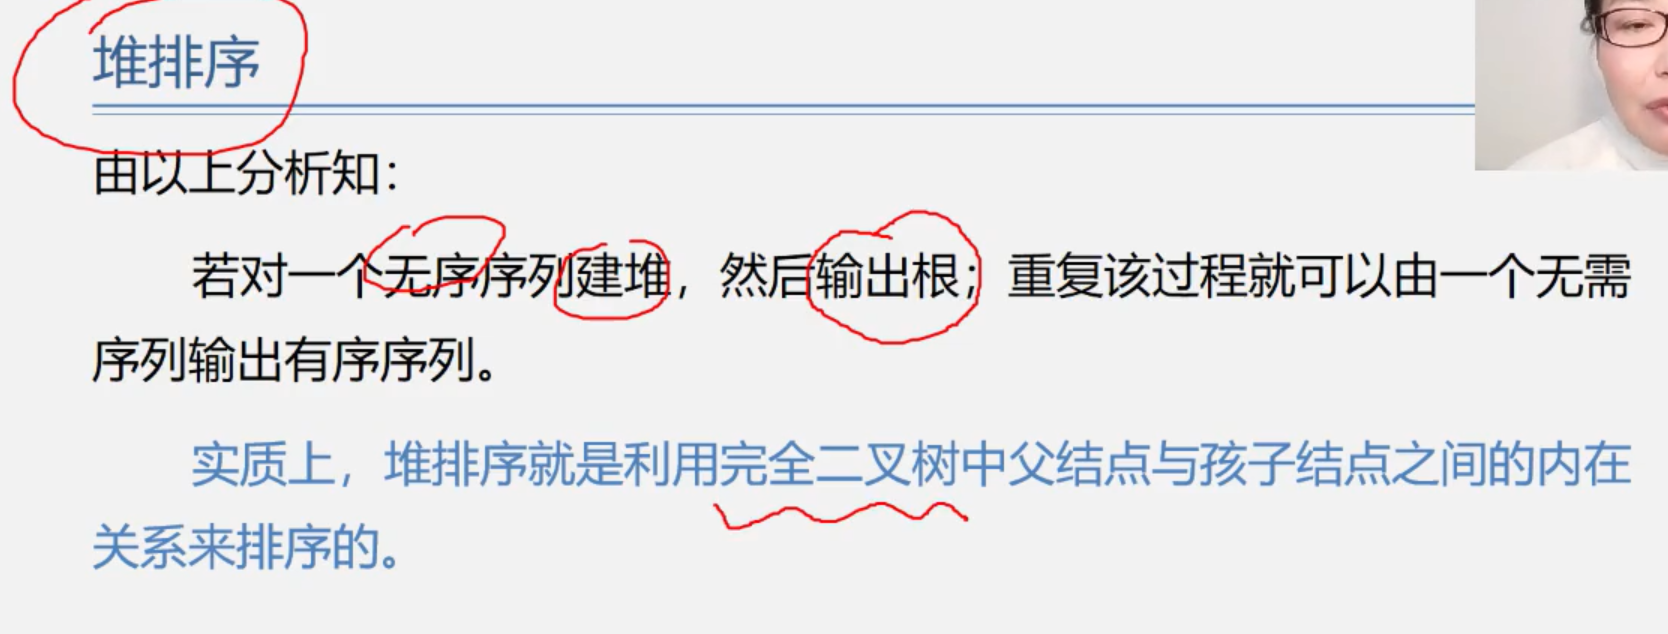 堆排序
由以上分析知：
若对一个无序序列建堆，然后输出根；重复该过程就可以由一个无需
序列输出有序序列。
实质上，堆排序就是利用完全二叉树中父结点与孩子结点之间的内在
关系来排序的。